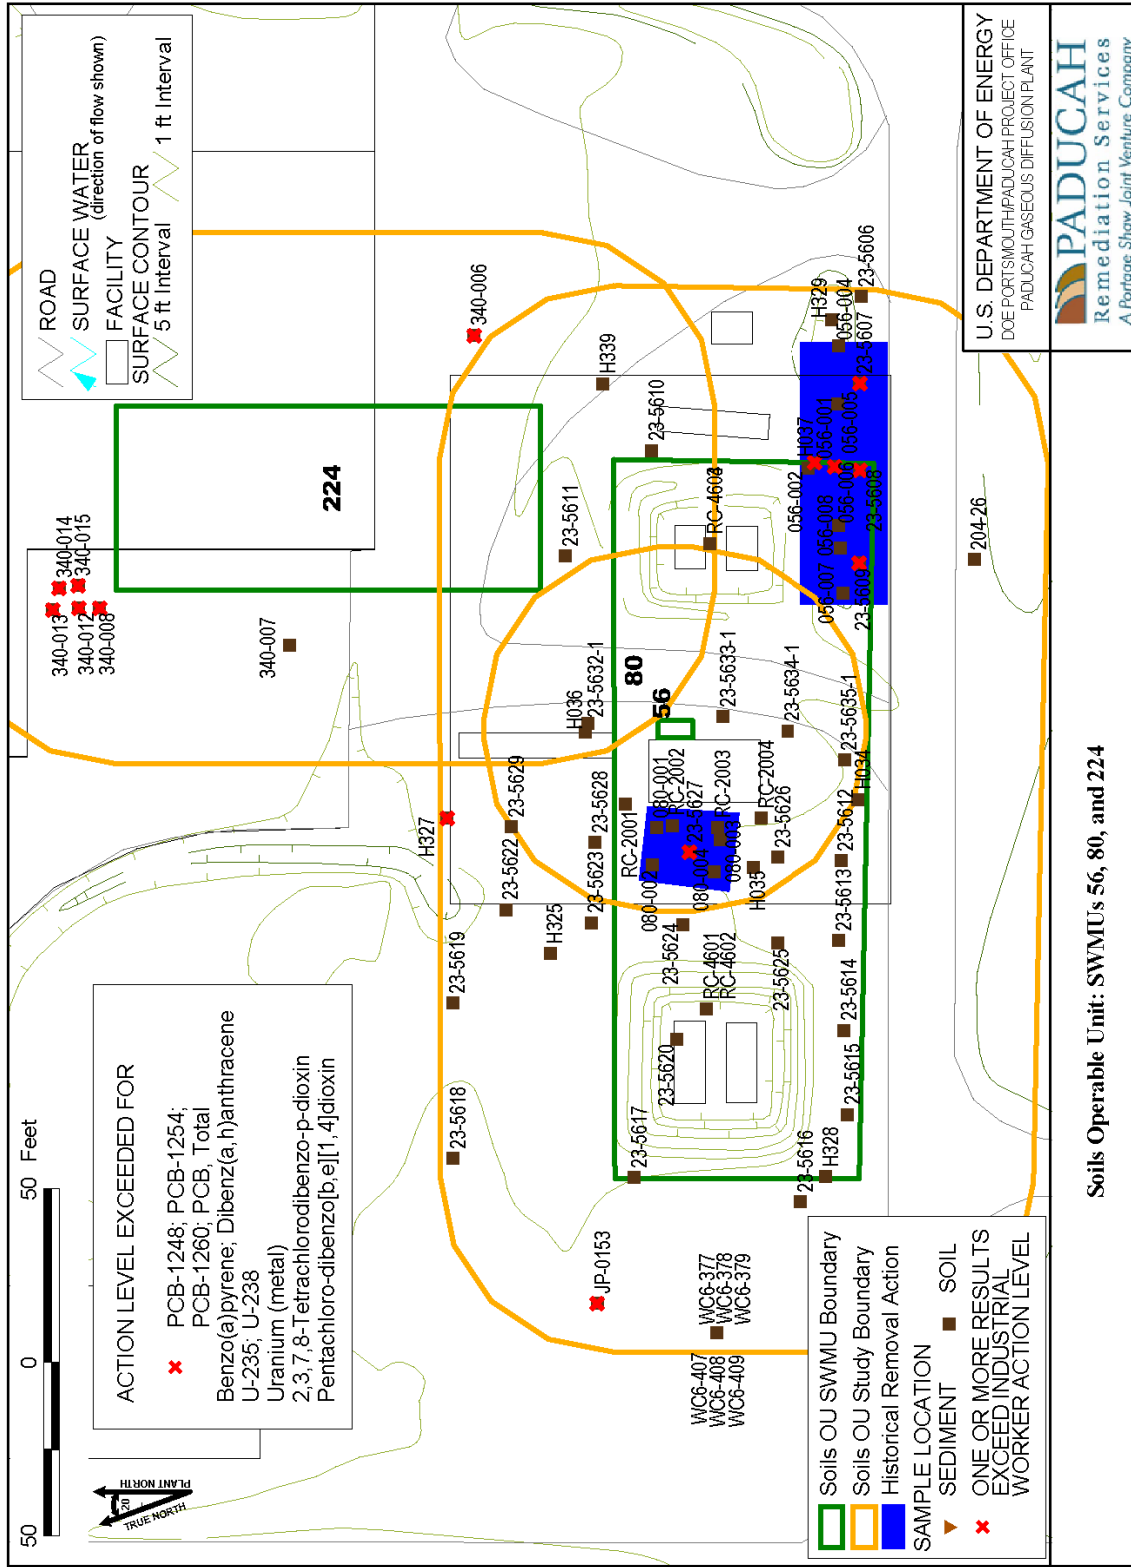 50 0 50 Feet
TRUE NORTH
PLANT NORTH
20
ACTION LEVEL EXCEEDED FOR
PCB-1248; PCB-1254;
PCB-1260; PCB, Total
Benzo(a)pyrene; Dibenz(a,h)anthracene
U-235; U-238
Uranium (metal)
2,3,7,8-Tetrachlorodibenzo-p-dioxin
Pentachloro-dibenzo[b,e][1,4]dioxin
ROAD
SURFACE WATER
(direction of flow shown)
FACILITY
SURFACE CONTOUR
5 ft Interval
1 ft Interval
340-013
340-014
340-012
340-015
340-008
340-007
224
340-006
H327
23-5619
23-5618
23-5622
23-5629
H325
23-5623
23-5628
H036
23-5632-1
23-5611
H339
23-5610
JP-0153
23-5617
RC-2001
080-002
080-001
RC-2002
80
56
23-5620
23-5624
080-004
23-5627
RC-2003
080-003
23-5633-1
RC-4601
RC-4602
WC6-407
WC6-408
WC6-409
WC6-377
WC6-378
WC6-379
H035
RC-2004
23-5625
23-5626
23-5634-1
23-5616
H328
23-5615
23-5614
23-5613
23-5612
H034
23-5635-1
056-007
056-008
056-002
H037
056-001
056-006
056-005
23-5609
23-5608
23-5607
056-004
H329
23-5606
204-26
Soils OU SWMU Boundary
Soils OU Study Boundary
Historical Removal Action
SAMPLE LOCATION
SEDIMENT
SOIL
ONE OR MORE RESULTS
EXCEED INDUSTRIAL
WORKER ACTION LEVEL
U.S. DEPARTMENT OF ENERGY
DOE PORTSMOUTH/PADUCAH PROJECT OFFICE
PADUCAH GASEOUS DIFFUSION PLANT
PADUCAH
Remediation Services
A Portage Shaw Joint Venture Company
Soils Operable Unit: SWMUs 56, 80, and 224